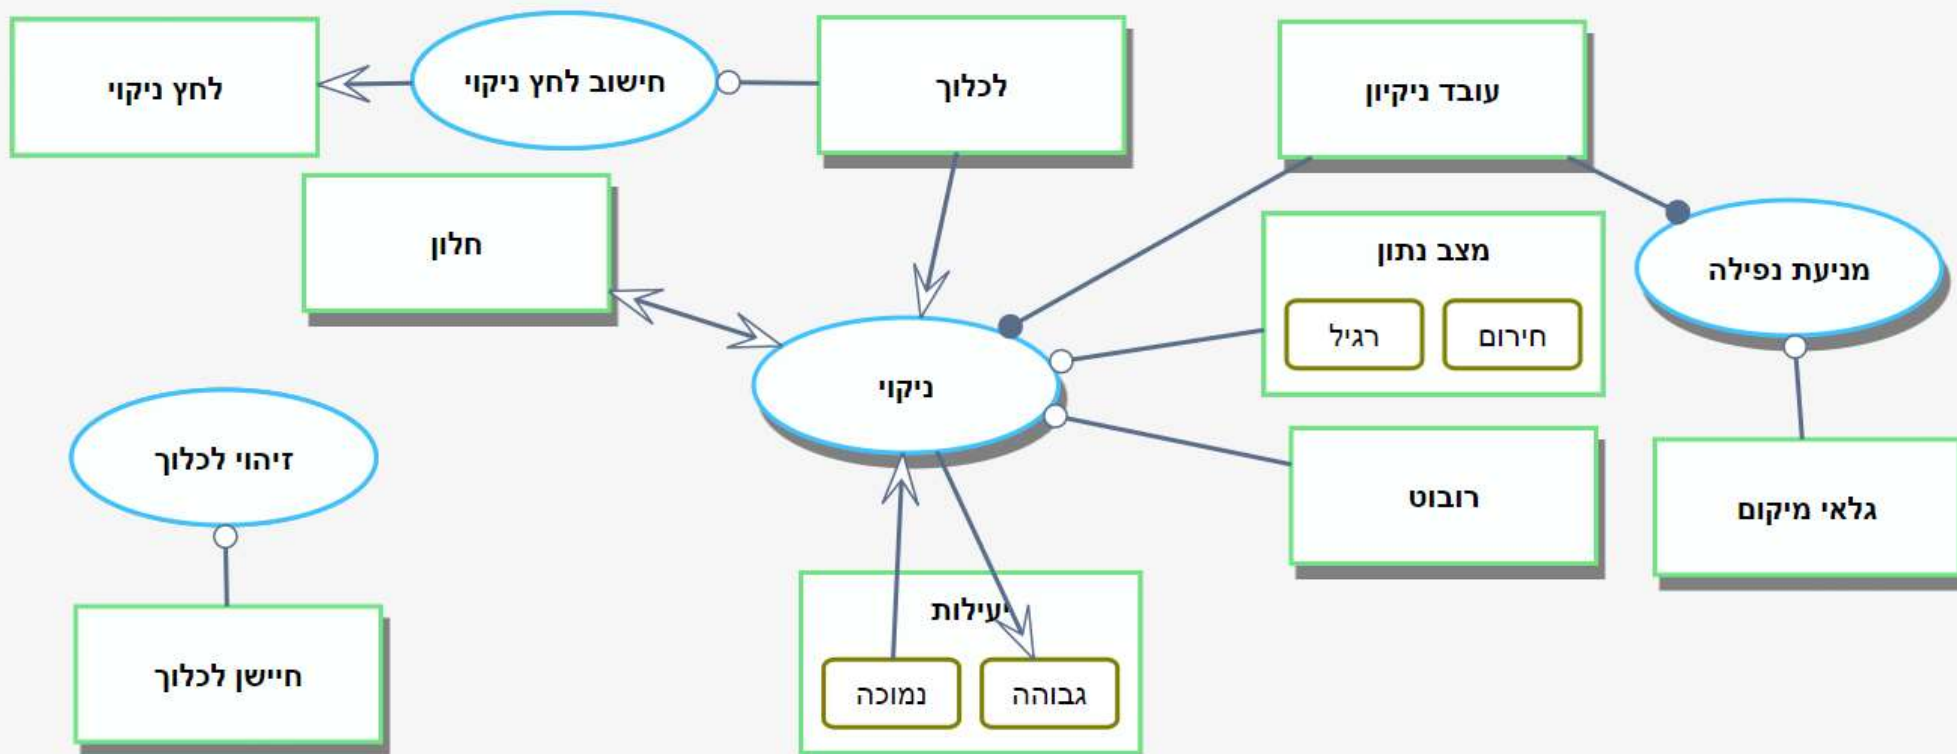 עובד ניקיון
לכלוך
חישוב לחץ ניקוי
לחץ ניקוי
חלון
מצב נתון
חירום
רגיל
מניעת נפילה
ניקוי
זיהוי לכלוך
רובוט
גלאי מיקום
יעילות
גבוהה
נמוכה
חיישן לכלוך